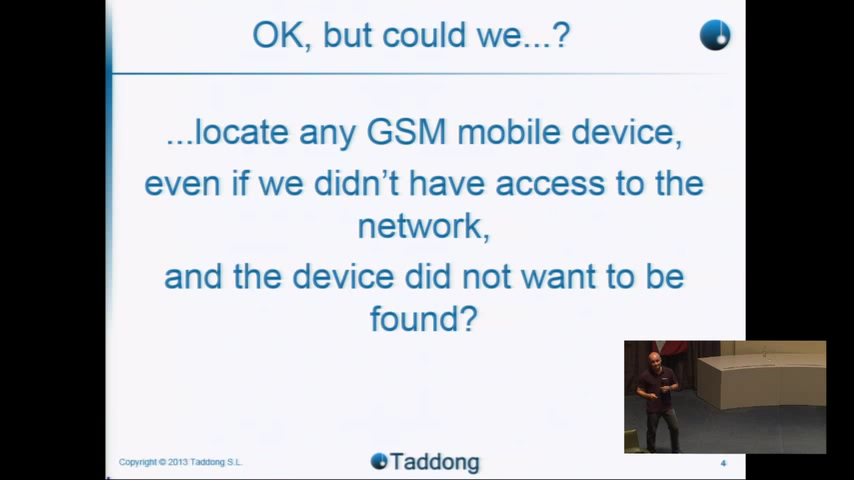 OK, but could we...?
...locate any GSM mobile device,
even if we didn't have access to the
network,
and the device did not want to be
found?
Copyright © 2013 Taddong S.L.
Taddong
4